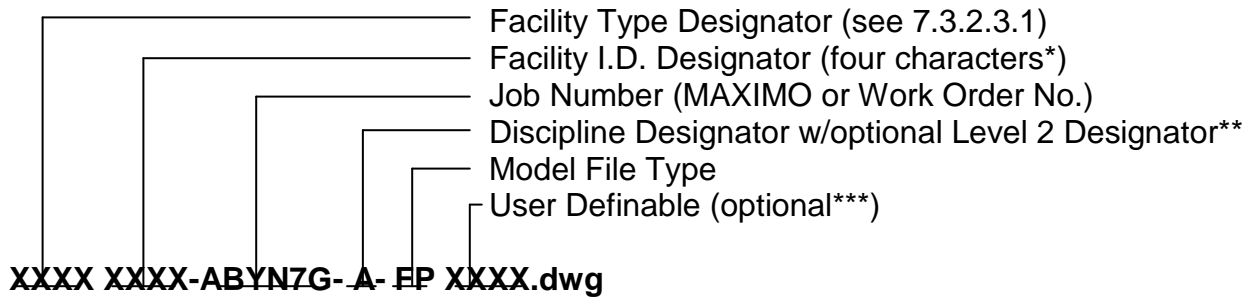 Facility Type Designator (see 7.3.2.3.1)
Facility I.D. Designator (four characters*)
Job Number (MAXIMO or Work Order No.)
Discipline Designator w/optional Level 2 Designator**
Model File Type
User Definable (optional***)
XXXX XXXX-ABYN7G- A- FP XXXX.dwg